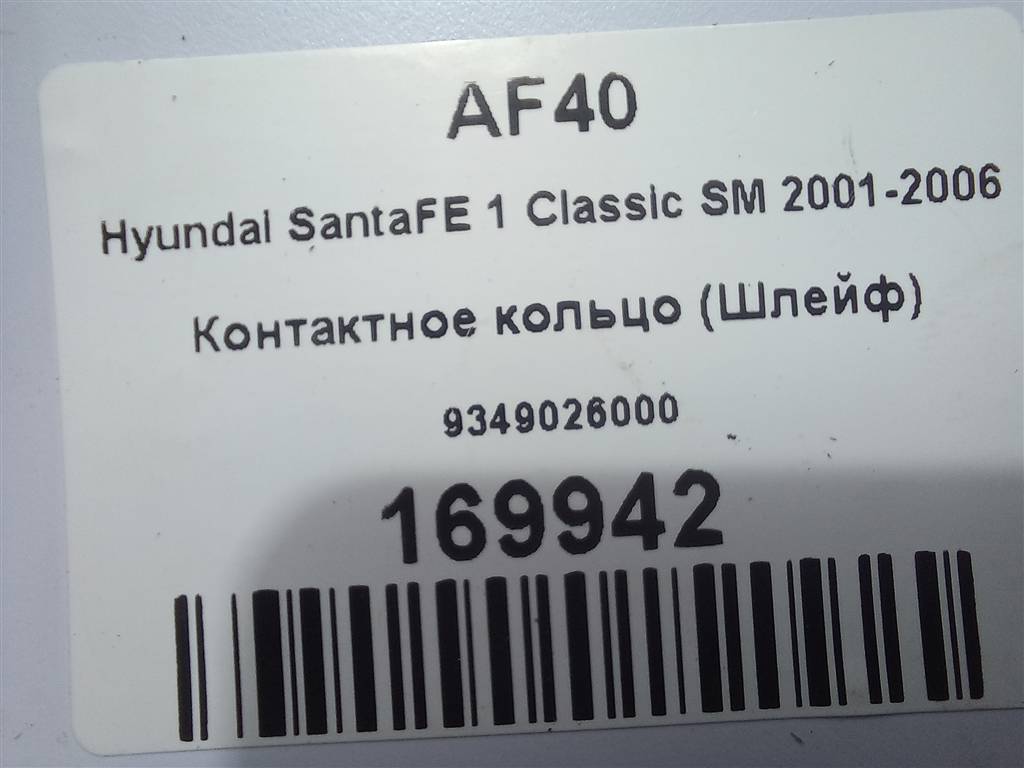 AF40
Hyundai SantaFE 1 Classic SM 2001-2006
Контактное кольцо (Шлейф)
9349026000
169942